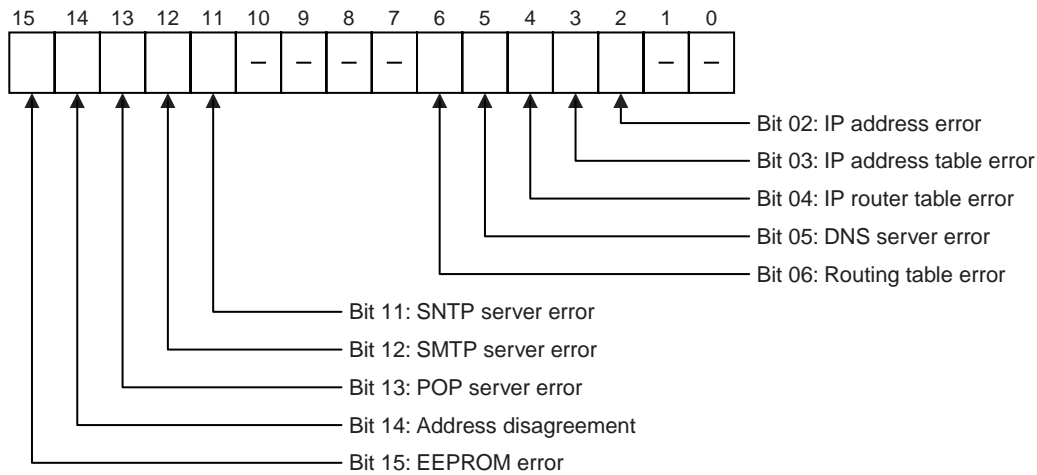 15 14 13 12 11 10 9 8 7 6 5 4 3 2 1 0
– – – – – –
Bit 02: IP address error
Bit 03: IP address table error
Bit 04: IP router table error
Bit 05: DNS server error
Bit 06: Routing table error
Bit 11: SNTP server error
Bit 12: SMTP server error
Bit 13: POP server error
Bit 14: Address disagreement
Bit 15: EEPROM error